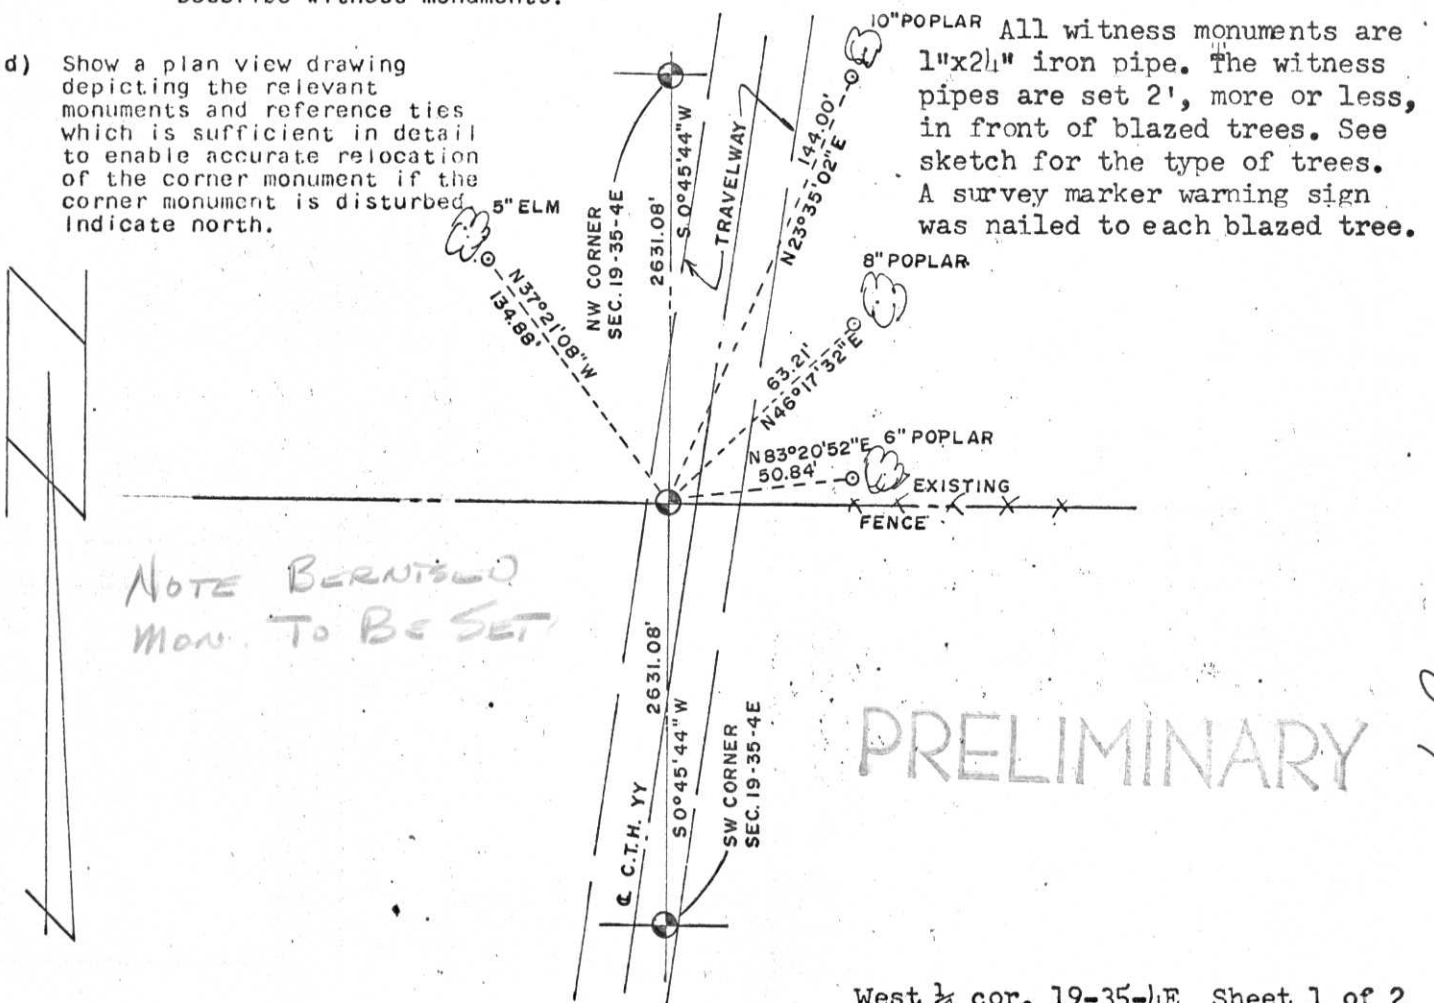 Describe witness monuments.
d) Show a plan view drawing
depicting the relevant
monuments and reference ties
which is sufficient in detail
to enable accurate relocation
of the corner monument if the
corner monument is disturbed.
Indicate north.
10" POPLAR
All witness monuments are
1"x24" iron pipe. The witness
pipes are set 2', more or less,
in front of blazed trees. See
sketch for the type of trees.
A survey marker warning sign
was nailed to each blazed tree.
5" ELM
N37°21'08"W
134.88'
NW CORNER
SEC. 19-35-4E
2631.08'
S.0°45'44"W
TRAVELWAY
144.00'
N23°35'02"E
8" POPLAR
63.21'
N46°17'32"E
N83°20'52"E
50.84'
6" POPLAR
EXISTING
FENCE
NOTE
MON. TO BE SET
2631.08'
S0°45'44"W
℄ C.T.H. YY
SW CORNER
SEC. 19-35-4E
PRELIMINARY
West ¼ cor. 19-35-4E Sheet 1 of 2